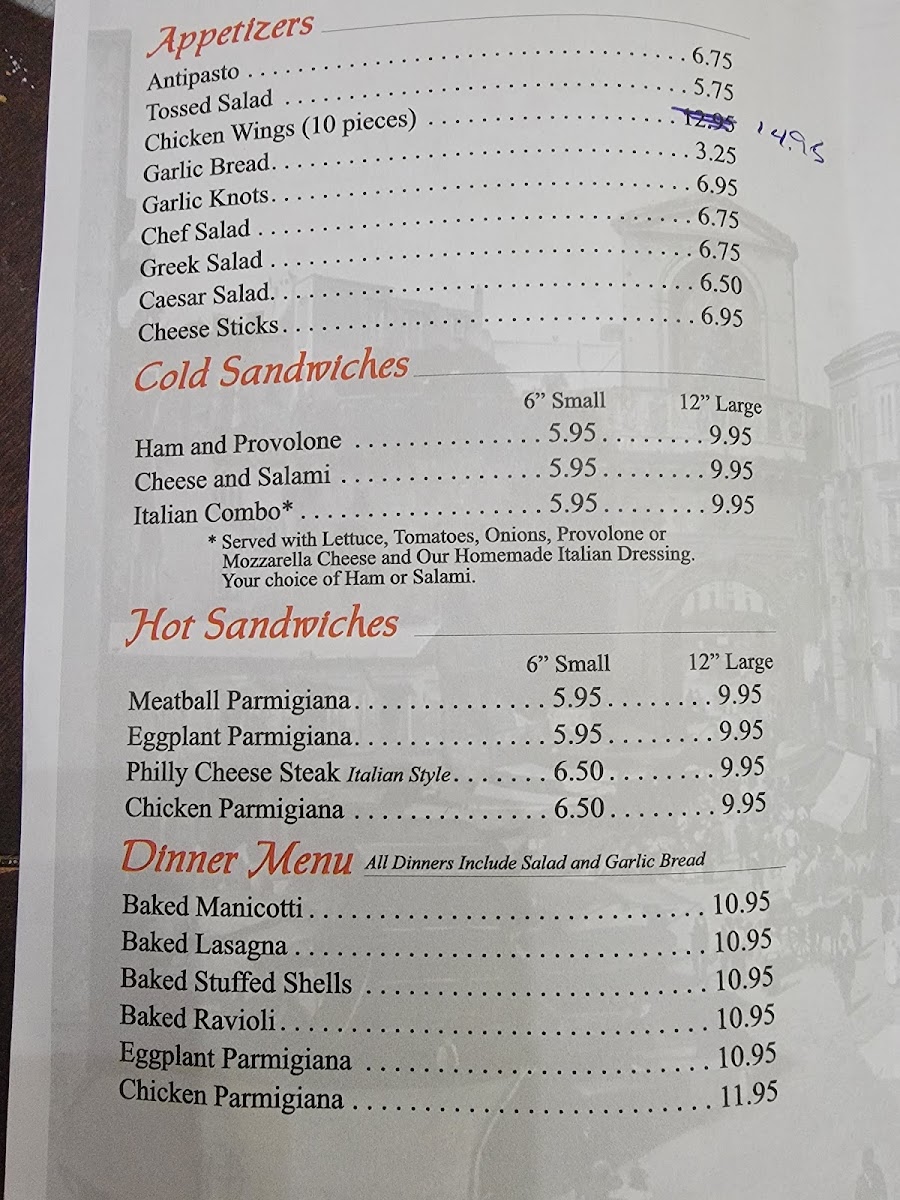 Appetizers
Antipasto . . . . . . . . . . . . . . . . . . . . . . . . . . . . . . . . . . . 6.75
Tossed Salad . . . . . . . . . . . . . . . . . . . . . . . . . . . . . . . . 5.75
Chicken Wings (10 pieces) . . . . . . . . . . . . . . . . . . . . 12.95 14.95
Garlic Bread. . . . . . . . . . . . . . . . . . . . . . . . . . . . . . . . . 3.25
Garlic Knots. . . . . . . . . . . . . . . . . . . . . . . . . . . . . . . . . 6.95
Chef Salad . . . . . . . . . . . . . . . . . . . . . . . . . . . . . . . . . . 6.75
Greek Salad . . . . . . . . . . . . . . . . . . . . . . . . . . . . . . . . . 6.75
Caesar Salad. . . . . . . . . . . . . . . . . . . . . . . . . . . . . . . . . 6.50
Cheese Sticks. . . . . . . . . . . . . . . . . . . . . . . . . . . . . . . . 6.95
Cold Sandwiches
6” Small 12” Large
Ham and Provolone . . . . . . . . . . . . . . 5.95. . . . . . . . 9.95
Cheese and Salami . . . . . . . . . . . . . . . 5.95. . . . . . . . 9.95
Italian Combo* . . . . . . . . . . . . . . . . . . 5.95. . . . . . . . 9.95
* Served with Lettuce, Tomatoes, Onions, Provolone or
Mozzarella Cheese and Our Homemade Italian Dressing.
Your choice of Ham or Salami.
Hot Sandwiches
6” Small 12” Large
Meatball Parmigiana. . . . . . . . . . . . . . 5.95. . . . . . . . 9.95
Eggplant Parmigiana. . . . . . . . . . . . . . 5.95. . . . . . . . 9.95
Philly Cheese Steak Italian Style. . . . . . . 6.50. . . . . . . . 9.95
Chicken Parmigiana . . . . . . . . . . . . . . 6.50. . . . . . . . 9.95
Dinner Menu All Dinners Include Salad and Garlic Bread
Baked Manicotti . . . . . . . . . . . . . . . . . . . . . . . . . . . . 10.95
Baked Lasagna . . . . . . . . . . . . . . . . . . . . . . . . . . . . . 10.95
Baked Stuffed Shells . . . . . . . . . . . . . . . . . . . . . . . . 10.95
Baked Ravioli. . . . . . . . . . . . . . . . . . . . . . . . . . . . . . 10.95
Eggplant Parmigiana . . . . . . . . . . . . . . . . . . . . . . . . 10.95
Chicken Parmigiana . . . . . . . . . . . . . . . . . . . . . . . . . 11.95